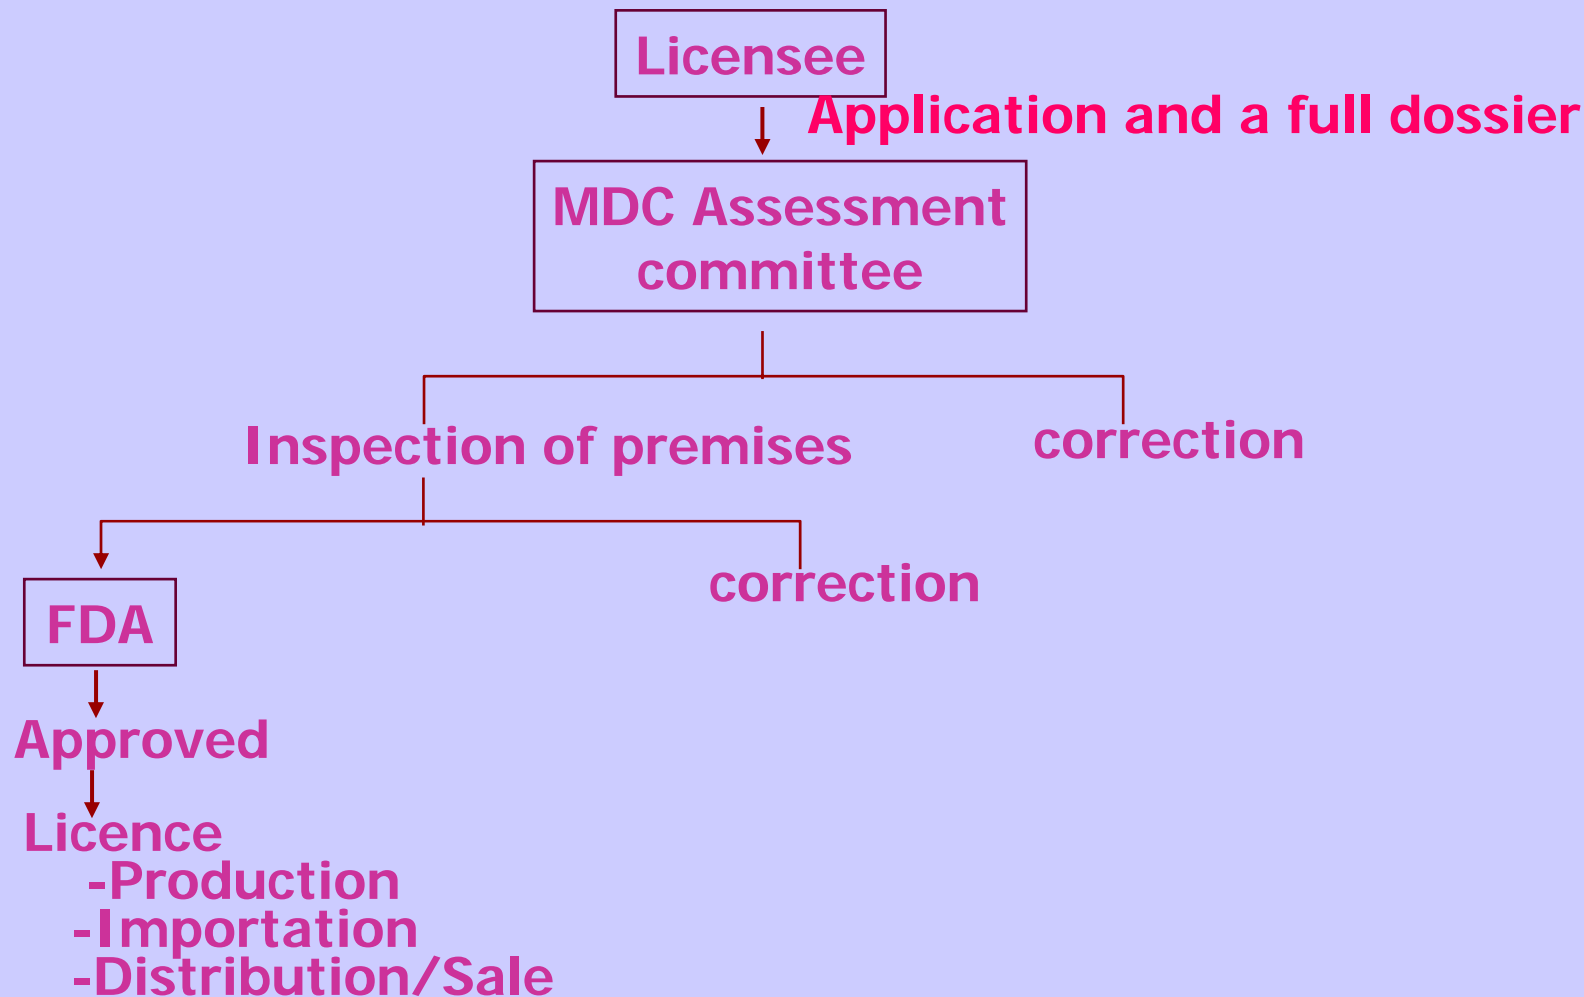 Licensee
Application and a full dossier
MDC Assessment
committee
Inspection of premises
correction
correction
FDA
Approved
Licence
-Production
-Importation
-Distribution/Sale